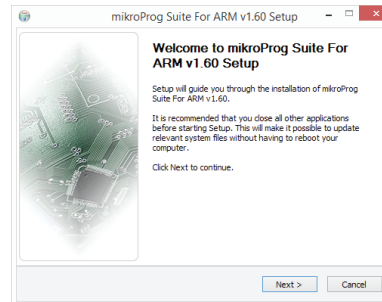 mikroProg Suite For ARM v1.60 Setup
Welcome to mikroProg Suite For
ARM v1.60 Setup
Setup will guide you through the installation of mikroProg
Suite For ARM v1.60.
It is recommended that you close all other applications
before starting Setup. This will make it possible to update
relevant system files without having to reboot your
computer.
Click Next to continue.
Next >
Cancel